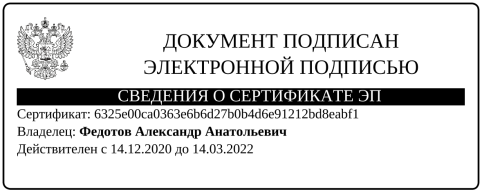 ДОКУМЕНТ ПОДПИСАН
ЭЛЕКТРОННОЙ ПОДПИСЬЮ
СВЕДЕНИЯ О СЕРТИФИКАТЕ ЭП
Сертификат: 6325e00ca0363e6b6d27b0b4d6e91212bd8eabf1
Владелец: Федотов Александр Анатольевич
Действителен с 14.12.2020 до 14.03.2022